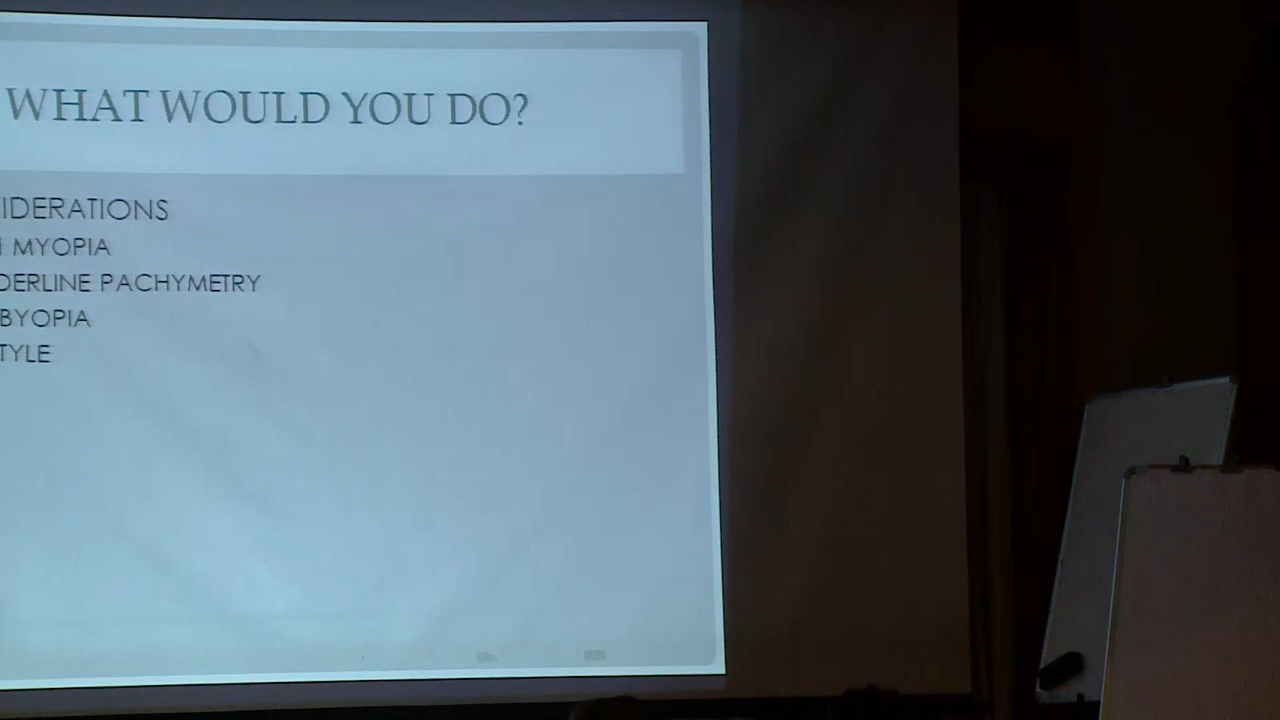 WHAT WOULD YOU DO?
IDERATIONS
MYOPIA
DERLINE PACHYMETRY
BYOPIA
TYLE